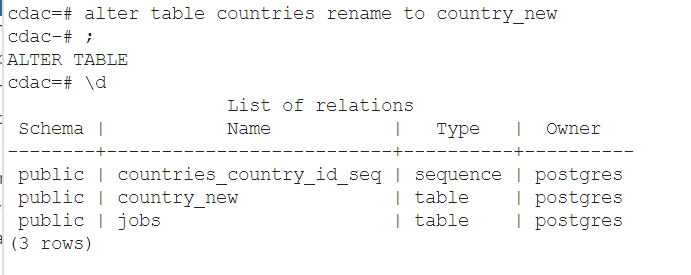 cdac=# alter table countries rename to country_new
cdac-# ;
ALTER TABLE
cdac=# \d
                      List of relations
 Schema |            Name            |   Type   |  Owner
--------+----------------------------+----------+----------
 public | countries_country_id_seq | sequence | postgres
 public | country_new                | table    | postgres
 public | jobs                       | table    | postgres
(3 rows)